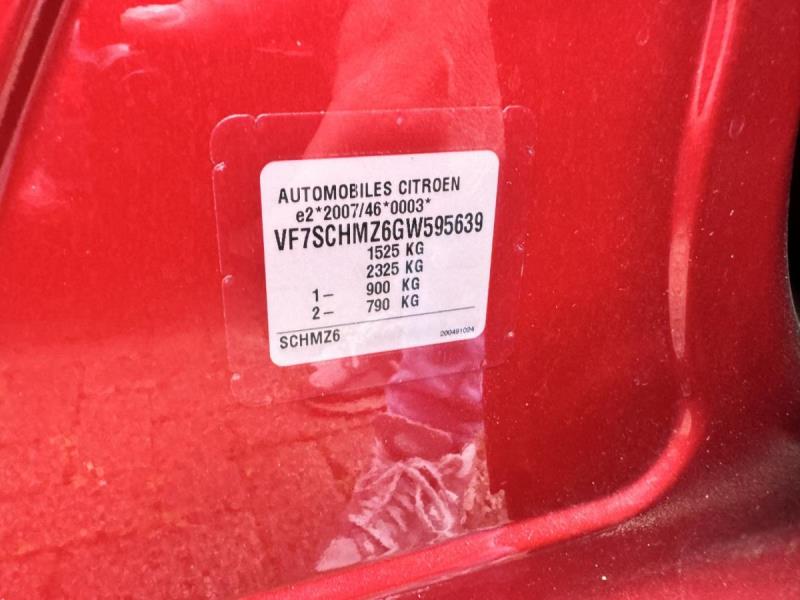 AUTOMOBILES CITROEN
e2*2007/46*0003*
VF7SCHMZ6GW595639
1525 KG
2325 KG
1- 900 KG
2- 790 KG
SCHMZ6 200491024